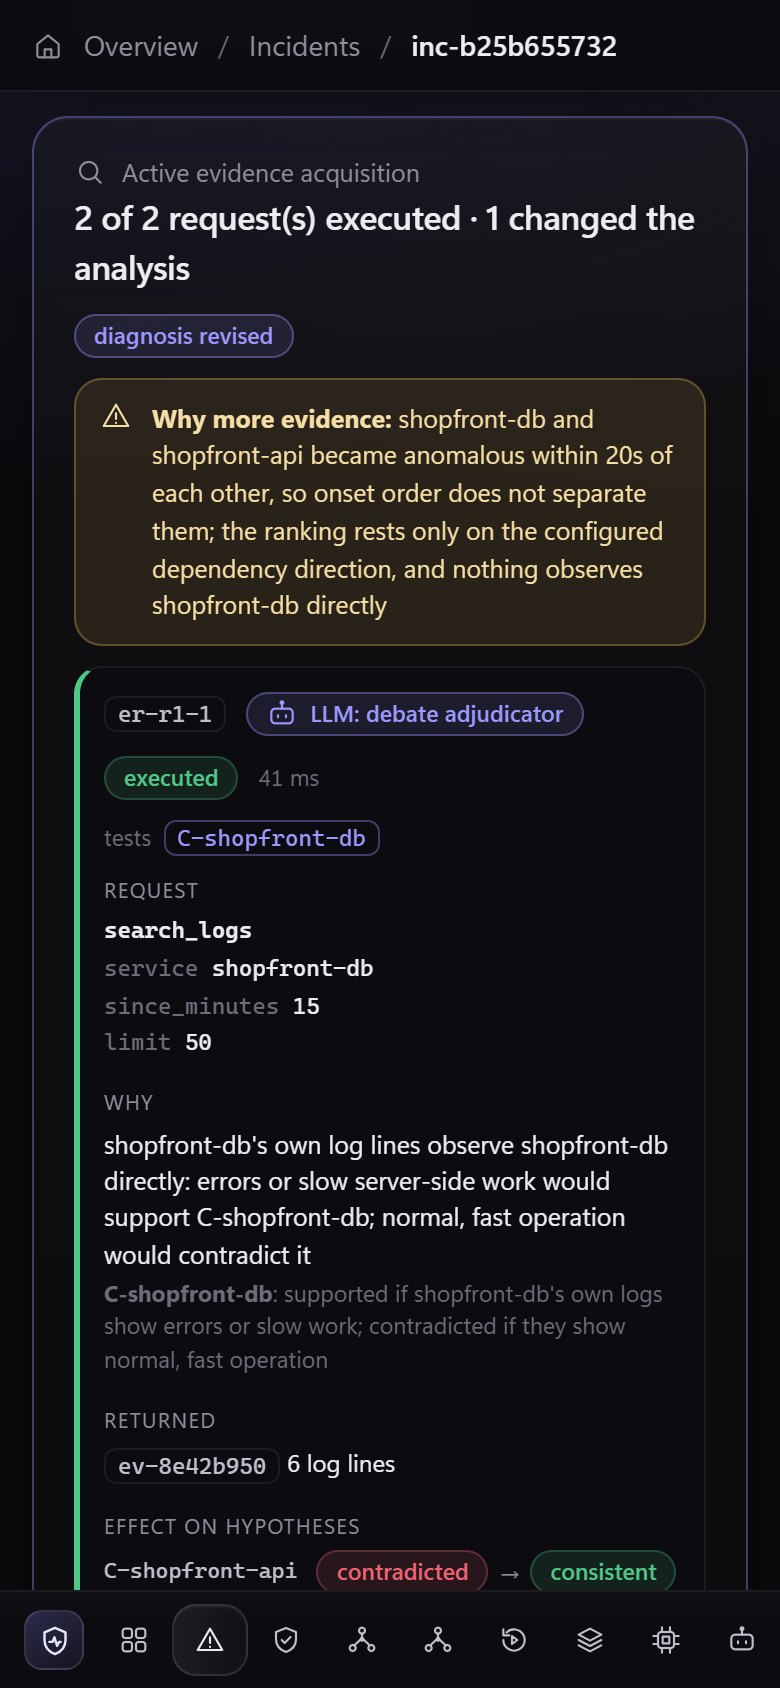 Overview / Incidents / inc-b25b655732
Active evidence acquisition
2 of 2 request(s) executed · 1 changed the
analysis
diagnosis revised
Why more evidence: shopfront-db and
shopfront-api became anomalous within 20s of
each other, so onset order does not separate
them; the ranking rests only on the configured
dependency direction, and nothing observes
shopfront-db directly
er-r1-1 LLM: debate adjudicator
executed 41 ms
tests C-shopfront-db
REQUEST
search_logs
service shopfront-db
since_minutes 15
limit 50
WHY
shopfront-db's own log lines observe shopfront-db
directly: errors or slow server-side work would
support C-shopfront-db; normal, fast operation
would contradict it
C-shopfront-db: supported if shopfront-db's own logs
show errors or slow work; contradicted if they show
normal, fast operation
RETURNED
ev-8e42b950 6 log lines
EFFECT ON HYPOTHESES
C-shopfront-api contradicted → consistent